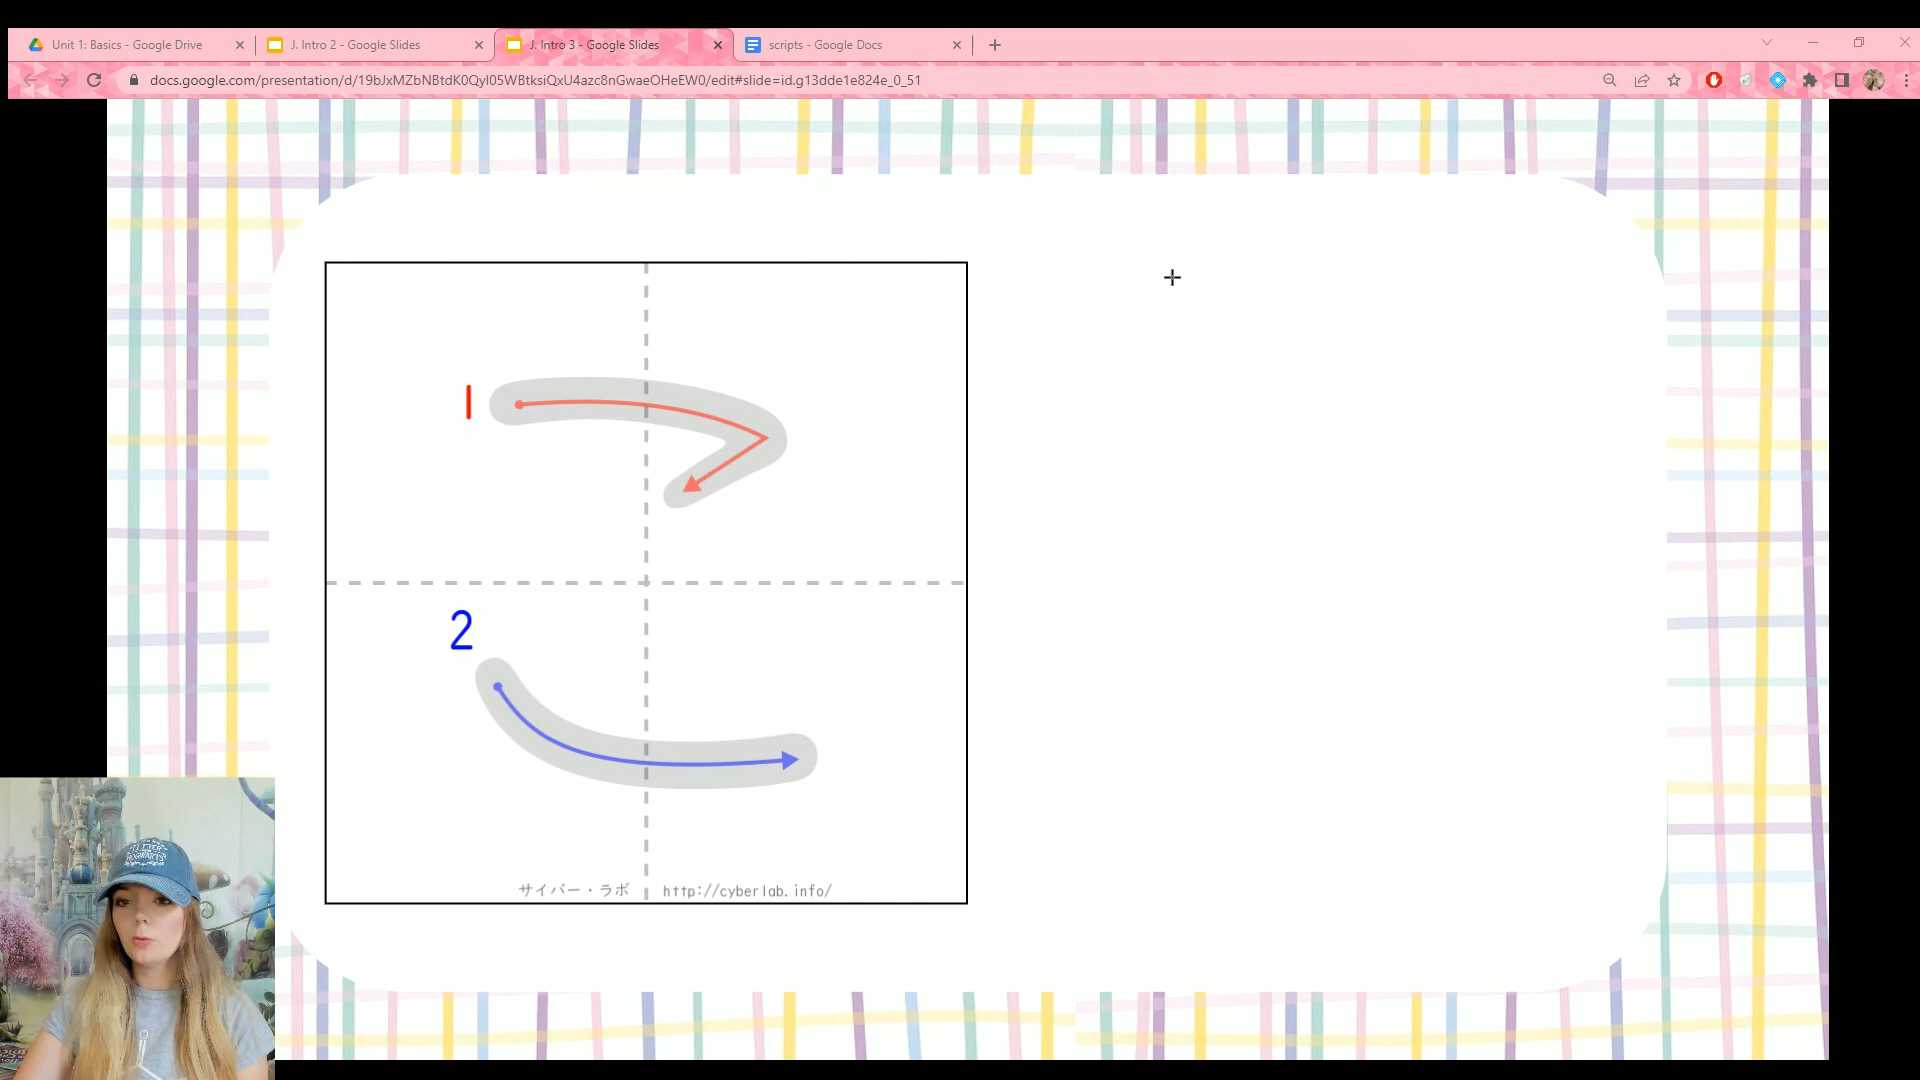 Unit 1: Basics - Google Drive
J. Intro 2 - Google Slides
J. Intro 3 - Google Slides
scripts - Google Docs
docs.google.com/presentation/d/19bJxMZbNBtdK0Qyl05WBtksiQxU4azc8nGwaeOHeEW0/edit#slide=id.g13dde1e824e_0_51
1
2
サイバー・ラボ http://cyberlab.info/
HOGWARTS